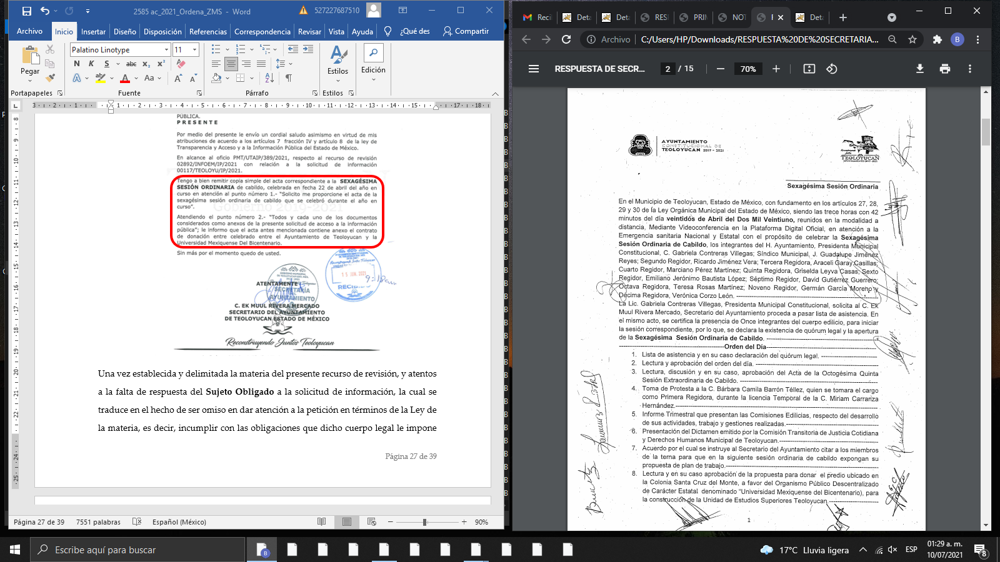 2585 ac_2021_Ordena_ZMS - Word
527227687510
Archivo
Inicio
Insertar
Diseño
Disposición
Referencias
Correspondencia
Revisar
Vista
Ayuda
¿Qué des
Compartir
Pegar
Palatino Linotype
11
N K S abc x₂ x²
A Aa A A
Estilos
Edición
Portapapeles
Fuente
Párrafo
Estilos
PÚBLICA.
PRESENTE
Por medio del presente le envío un cordial saludo asimismo en virtud de mis
atribuciones de acuerdo a los artículos 7 fracción IV y artículo 8 de la ley de
Transparencia y Acceso y a la Información Pública del Estado de México.
En alcance al oficio PMT/UTAIP/389/2021, respecto al recurso de revisión
02892/INFOEM/IP/2021 con relación a la solicitud de información
00117/TEOLOYU/IP/2021.
Tengo a bien remitir copia simple del acta correspondiente a la SEXAGÉSIMA
SESIÓN ORDINARIA de cabildo, celebrada en fecha 22 de abril del año en
curso en atención al punto número 1.- "Solicito me proporcione el acta de la
sexagésima sesión ordinaria de cabildo que se celebró durante el año en
curso".
Gobierno 2019-2021
Atendiendo el punto número 2.- "Todos y cada uno de los documentos
considerados como anexos de la presente solicitud de acceso a la información
pública"; le informo que el acta antes mencionada contiene anexo el contrato
de donación entre celebrado entre el Ayuntamiento de Teoloyucan y la
Universidad Mexiquense Del Bicentenario.
Sin más por el momento quedo de usted.
15 JUN. 2021
9:18am
RECIBIDO
ATENTAMENTE
SECRETARÍA
AYUNTAMIENTO
C. EK MUUL RIVERA MERCADO
SECRETARIO DEL AYUNTAMIENTO
DE TEOLOYUCAN ESTADO DE MÉXICO
Reconstruyendo Juntos Teoloyucan
Una vez establecida y delimitada la materia del presente recurso de revisión, y atentos
a la falta de respuesta del Sujeto Obligado a la solicitud de información, la cual se
traduce en el hecho de ser omiso en dar atención a la petición en términos de la Ley de
la materia, es decir, incumplir con las obligaciones que dicho cuerpo legal le impone
Página 27 de 39
Página 27 de 39
7551 palabras
Español (México)
90%
Reci
Deta
Deta
RESI
PRIM
NOT
Deta
Archivo
C:/Users/HP/Downloads/RESPUESTA%20DE%20SECRETARIA...
B
RESPUESTA DE SECR...
2 / 15
70%
AYUNTAMIENTO
CONSTITUCIONAL DE
TEOLOYUCAN 2019 - 2021
TEOLOYUCAN
Sexagésima Sesión Ordinaria
En el Municipio de Teoloyucan, Estado de México, con fundamento en los artículos 27, 28,
29 y 30 de la Ley Orgánica Municipal del Estado de México, siendo las trece horas con 42
minutos del día veintidós de Abril del Dos Mil Veintiuno, reunidos en la modalidad a
distancia, Mediante Videoconferencia en la Plataforma Digital Oficial, en atención a la
Emergencia sanitaria Nacional y Estatal con el propósito de celebrar la Sexagésima
Sesión Ordinaria de Cabildo, los integrantes del H. Ayuntamiento, Presidenta Municipal
Constitucional, C. Gabriela Contreras Villegas; Síndico Municipal, J. Guadalupe Jiménez
Reyes; Segundo Regidor, Ricardo Jiménez Vera; Tercera Regidora, Araceli Garay Casillas;
Cuarto Regidor, Marciano Pérez Martínez; Quinta Regidora, Griselda Leyva Casas; Sexto
Regidor, Emiliano Jerónimo Bautista López; Séptimo Regidor, David Gutiérrez Guerrero;
Octava Regidora, Teresa Rosas Martínez; Noveno Regidor, Germán García Moreno y
Décima Regidora, Verónica Corzo León.
La Lic. Gabriela Contreras Villegas, Presidenta Municipal Constitucional, solicita al C. Ek
Muul Rivera Mercado, Secretario del Ayuntamiento proceda a pasar lista de asistencia. En
el mismo acto, se certifica la presencia de Once integrantes del cuerpo edilicio, para iniciar
la sesión correspondiente, por lo que, se declara la existencia de quórum legal y la apertura
de la Sexagésima Sesión Ordinaria de Cabildo.
Orden del Día
1. Lista de asistencia y en su caso declaración del quórum legal.
2. Lectura y aprobación del orden del día.
3. Lectura, discusión y en su caso, aprobación del Acta de la Octogésima Quinta
Sesión Extraordinaria de Cabildo.
4. Toma de Protesta a la C. Bárbara Camila Barrón Téllez, quien se tomara el cargo
como Primera Regidora, durante la licencia Temporal de la C. Miriam Carranza
Hernández.
5. Informe Trimestral que presentan las Comisiones Edilicias, respecto del desarrollo
de sus actividades, trabajo y gestiones realizadas.
6. Presentación del Dictamen emitido por la Comisión Transitoria de Justicia Cotidiana
y Derechos Humanos Municipal de Teoloyucan.
7. Acuerdo por el cual se instruye al Secretario del Ayuntamiento citar a los miembros
de la terna para que en la siguiente sesión ordinaria de cabildo expongan su
propuesta de plan de trabajo.
8. Lectura y en su caso aprobación de la propuesta para donar el predio ubicado en
la Colonia Santa Cruz del Monte, a favor del Organismo Público Descentralizado
de Carácter Estatal denominado "Universidad Mexiquense del Bicentenario), para
la construcción de la Unidad de Estudios Superiores Teoloyucan.
1
Escribe aquí para buscar
17°C Lluvia ligera
ESP
01:29 a. m.
10/07/2021
8